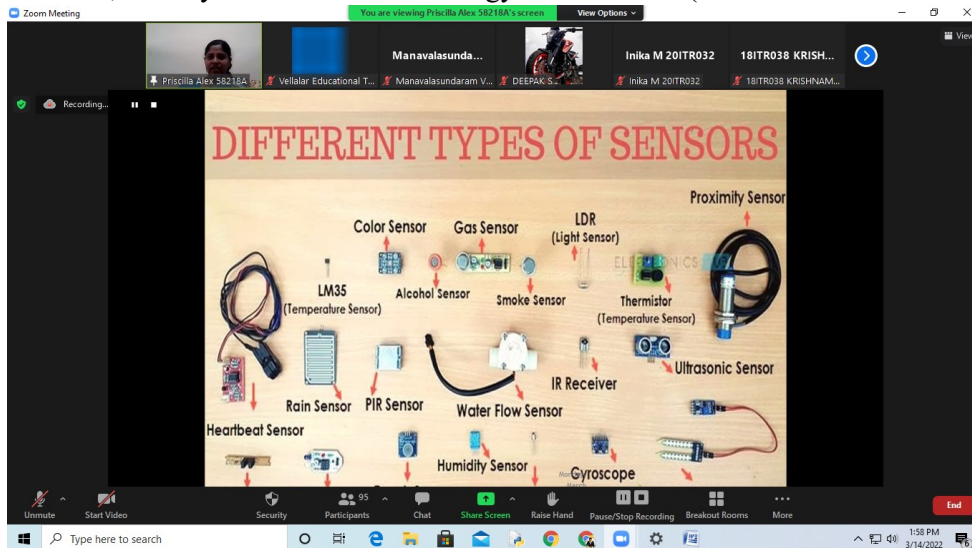 Zoom Meeting
You are viewing Priscilla Alex 58218A's screen
View Options
View
Manavalasunda...
Inika M 20ITR032
18ITR038 KRISH...
Priscilla Alex 58218A
Vellalar Educational T...
Manavalasundaram V...
DEEPAK S...
Inika M 20ITR032
18ITR038 KRISHNAM...
Recording...
DIFFERENT TYPES OF SENSORS
Proximity Sensor
Color Sensor
Gas Sensor
LDR
(Light Sensor)
LM35
(Temperature Sensor)
Alcohol Sensor
Smoke Sensor
Thermistor
(Temperature Sensor)
Rain Sensor
PIR Sensor
Water Flow Sensor
IR Receiver
Ultrasonic Sensor
Heartbeat Sensor
Humidity Sensor
Gyroscope
Unmute
Start Video
Security
95
Participants
Chat
Share Screen
Raise Hand
Pause/Stop Recording
Breakout Rooms
More
End
Type here to search
1:58 PM
3/14/2022